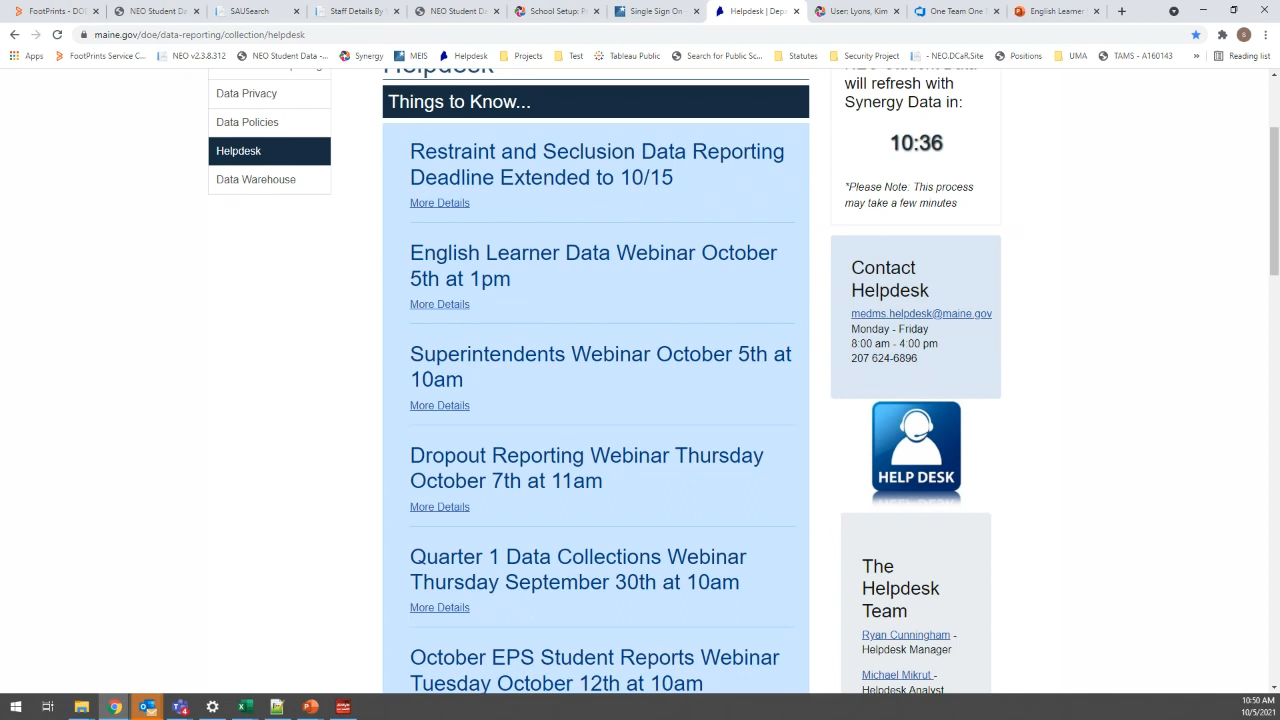 FootPrints - DOE
NEO Student Da
SAUSearch
Staff Details By S
NEO Student Da
School Setup: P
Single Sign On -
Helpdesk | Dep
User: Lyons, Kim
One Team One
English Learner
maine.gov/doe/data-reporting/collection/helpdesk
Apps
FootPrints Service C...
NEO v2.3.8.312
NEO Student Data -...
Synergy
MEIS
Helpdesk
Projects
Test
Tableau Public
Search for Public Sc...
Statutes
Security Project
- NEO.DCaR.Site
Positions
UMA
TAMS - A160143
»
Reading list
Data Privacy
Data Policies
Helpdesk
Data Warehouse
Helpdesk
Things to Know...
Restraint and Seclusion Data Reporting
Deadline Extended to 10/15
More Details
English Learner Data Webinar October
5th at 1pm
More Details
Superintendents Webinar October 5th at
10am
More Details
Dropout Reporting Webinar Thursday
October 7th at 11am
More Details
Quarter 1 Data Collections Webinar
Thursday September 30th at 10am
More Details
October EPS Student Reports Webinar
Tuesday October 12th at 10am
NEO Student Data
will refresh with
Synergy Data in:
10:36
*Please Note. This process
may take a few minutes
Contact
Helpdesk
medms.helpdesk@maine.gov
Monday - Friday
8:00 am - 4:00 pm
207 624-6896
HELP DESK
The
Helpdesk
Team
Ryan Cunningham -
Helpdesk Manager
Michael Mikrut -
Helpdesk Analyst
10:50 AM
10/5/2021